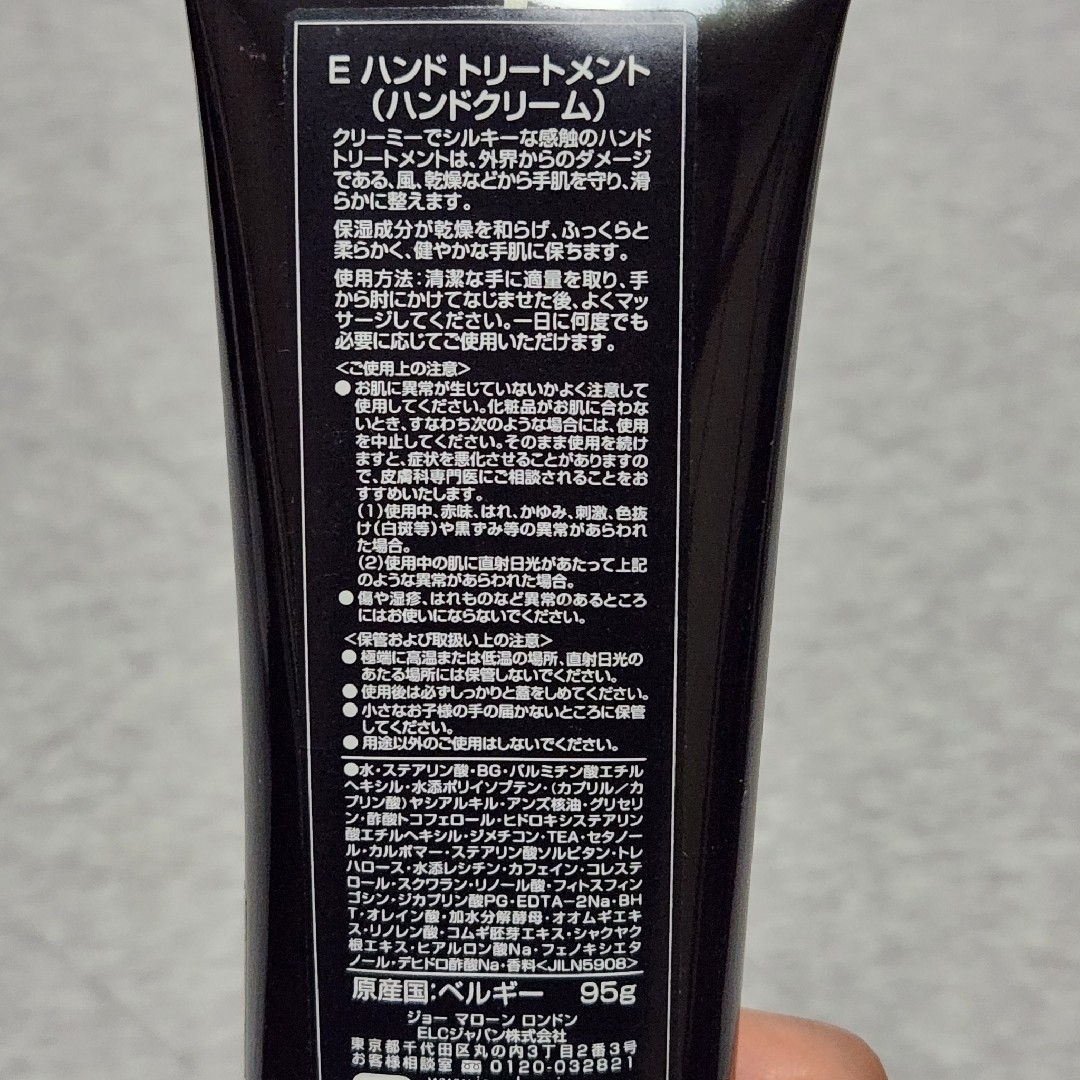 E ハンド トリートメント
(ハンドクリーム)
クリーミーでシルキーな感触のハンド
トリートメントは、外界からのダメージ
である、風、乾燥などから手肌を守り、滑
らかに整えます。
保湿成分が乾燥を和らげ、ふっくらと
柔らかく、健やかな手肌に保ちます。
使用方法：清潔な手に適量を取り、手
から肘にかけてなじませた後、よくマッ
サージしてください。一日に何度でも
必要に応じてご使用いただけます。
<ご使用上の注意>
●お肌に異常が生じていないかよく注意して
使用してください。化粧品がお肌に合わな
いとき、すなわち次のような場合には、使用
を中止してください。そのまま使用を続け
ますと、症状を悪化させることがありますの
で、皮膚科専門医にご相談されることをお
すすめいたします。
(1)使用中、赤味、はれ、かゆみ、刺激、色抜
け(白斑等)や黒ずみ等の異常があらわれ
た場合。
(2)使用中の肌に直射日光があたって上記
のような異常があらわれた場合。
●傷や湿疹、はれものなど異常のあるところ
にはお使いにならないでください。
<保管および取扱い上の注意>
●極端に高温または低温の場所、直射日光の
あたる場所には保管しないでください。
●使用後は必ずしっかりと蓋をしめてください。
●小さなお子様の手の届かないところに保管
してください。
●用途以外のご使用はしないでください。
●水・ステアリン酸・BG・パルミチン酸エチル
ヘキシル・水添ポリイソブテン・(カプリル／カ
プリン酸)ヤシアルキル・アンズ核油・グリセリ
ン・酢酸トコフェロール・ヒドロキシステアリン
酸エチルヘキシル・ジメチコン・TEA・セタノー
ル・カルボマー・ステアリン酸ソルビタン・トレ
ハロース・水添レシチン・カフェイン・コレステ
ロール・スクワラン・リノール酸・フィトスフィン
ゴシン・ジカプリン酸PG・EDTA-2Na・BH
T・オレイン酸・加水分解酵母・オオムギエキ
ス・リノレン酸・コムギ胚芽エキス・シャクヤク
根エキス・ヒアルロン酸Na・フェノキシエタ
ノール・デヒドロ酢酸Na・香料<JILN5908>
原産国:ベルギー 95g
ジョー マローン ロンドン
ELCジャパン株式会社
東京都千代田区丸の内3丁目2番3号
お客様相談室 0120-032821